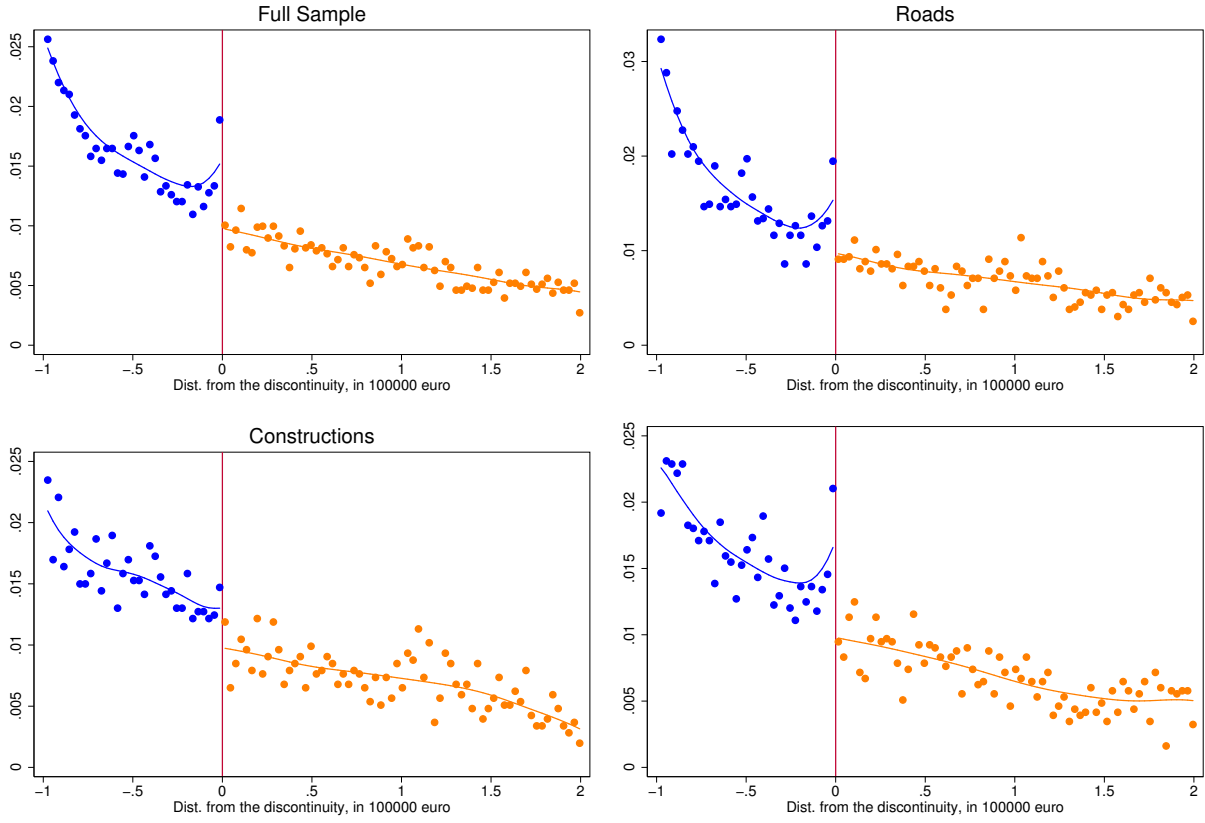 Full Sample
.025
.02
.015
.01
.005
0
−1 −.5 0 .5 1 1.5 2
Dist. from the discontinuity, in 100000 euro
Roads
.03
.02
.01
0
−1 −.5 0 .5 1 1.5 2
Dist. from the discontinuity, in 100000 euro
Constructions
.025
.02
.015
.01
.005
0
−1 −.5 0 .5 1 1.5 2
Dist. from the discontinuity, in 100000 euro
.025
.02
.015
.01
.005
0
−1 −.5 0 .5 1 1.5 2
Dist. from the discontinuity, in 100000 euro